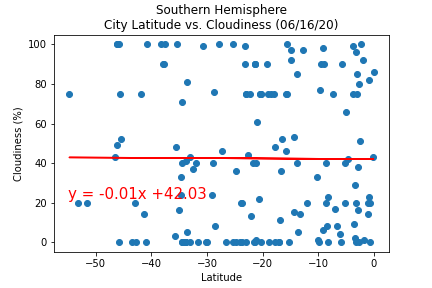 Southern Hemisphere
City Latitude vs. Cloudiness (06/16/20)
Cloudiness (%)
100
80
60
40
20
0
y = -0.01x +42.03
−50
−40
−30
−20
−10
0
Latitude